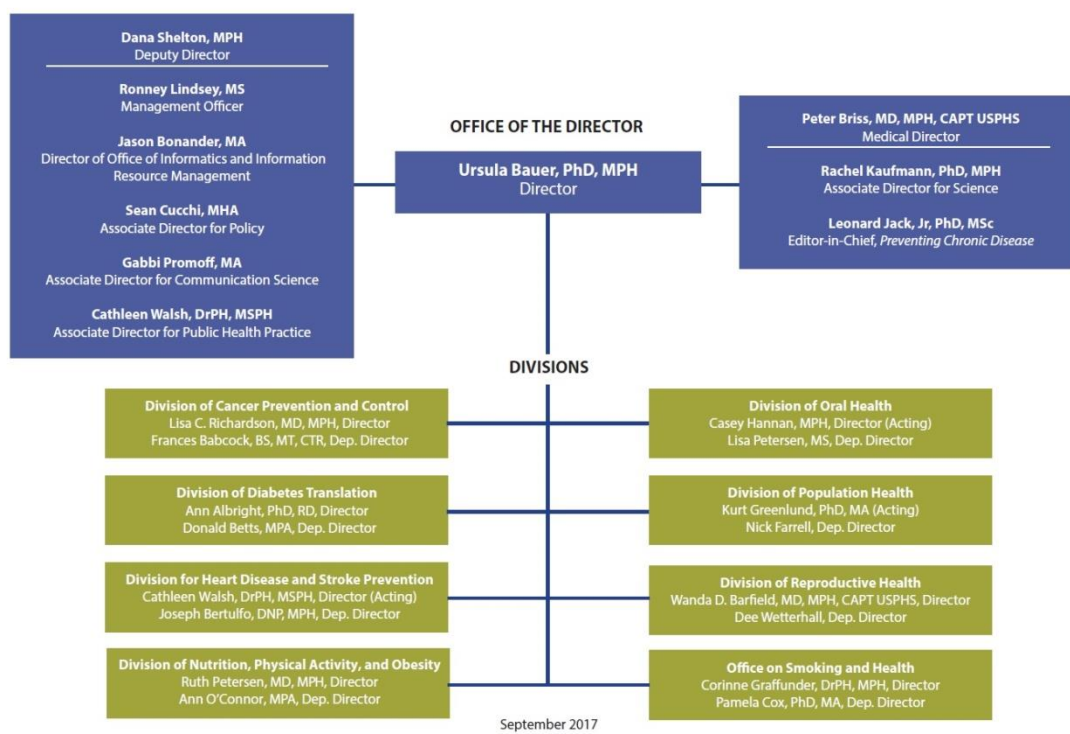 Dana Shelton, MPH
Deputy Director
Ronney Lindsey, MS
Management Officer
Jason Bonander, MA
Director of Office of Informatics and Information
Resource Management
Sean Cucchi, MHA
Associate Director for Policy
Gabbi Promoff, MA
Associate Director for Communication Science
Cathleen Walsh, DrPH, MSPH
Associate Director for Public Health Practice
OFFICE OF THE DIRECTOR
Ursula Bauer, PhD, MPH
Director
Peter Briss, MD, MPH, CAPT USPHS
Medical Director
Rachel Kaufmann, PhD, MPH
Associate Director for Science
Leonard Jack, Jr, PhD, MSc
Editor-in-Chief, Preventing Chronic Disease
DIVISIONS
Division of Cancer Prevention and Control
Lisa C. Richardson, MD, MPH, Director
Frances Babcock, BS, MT, CTR, Dep. Director
Division of Oral Health
Casey Hannan, MPH, Director (Acting)
Lisa Petersen, MS, Dep. Director
Division of Diabetes Translation
Ann Albright, PhD, RD, Director
Donald Betts, MPA, Dep. Director
Division of Population Health
Kurt Greenlund, PhD, MA (Acting)
Nick Farrell, Dep. Director
Division for Heart Disease and Stroke Prevention
Cathleen Walsh, DrPH, MSPH, Director (Acting)
Joseph Bertulfo, DNP, MPH, Dep. Director
Division of Reproductive Health
Wanda D. Barfield, MD, MPH, CAPT USPHS, Director
Dee Wetterhall, Dep. Director
Division of Nutrition, Physical Activity, and Obesity
Ruth Petersen, MD, MPH, Director
Ann O'Connor, MPA, Dep. Director
Office on Smoking and Health
Corinne Graffunder, DrPH, MPH, Director
Pamela Cox, PhD, MA, Dep. Director
September 2017